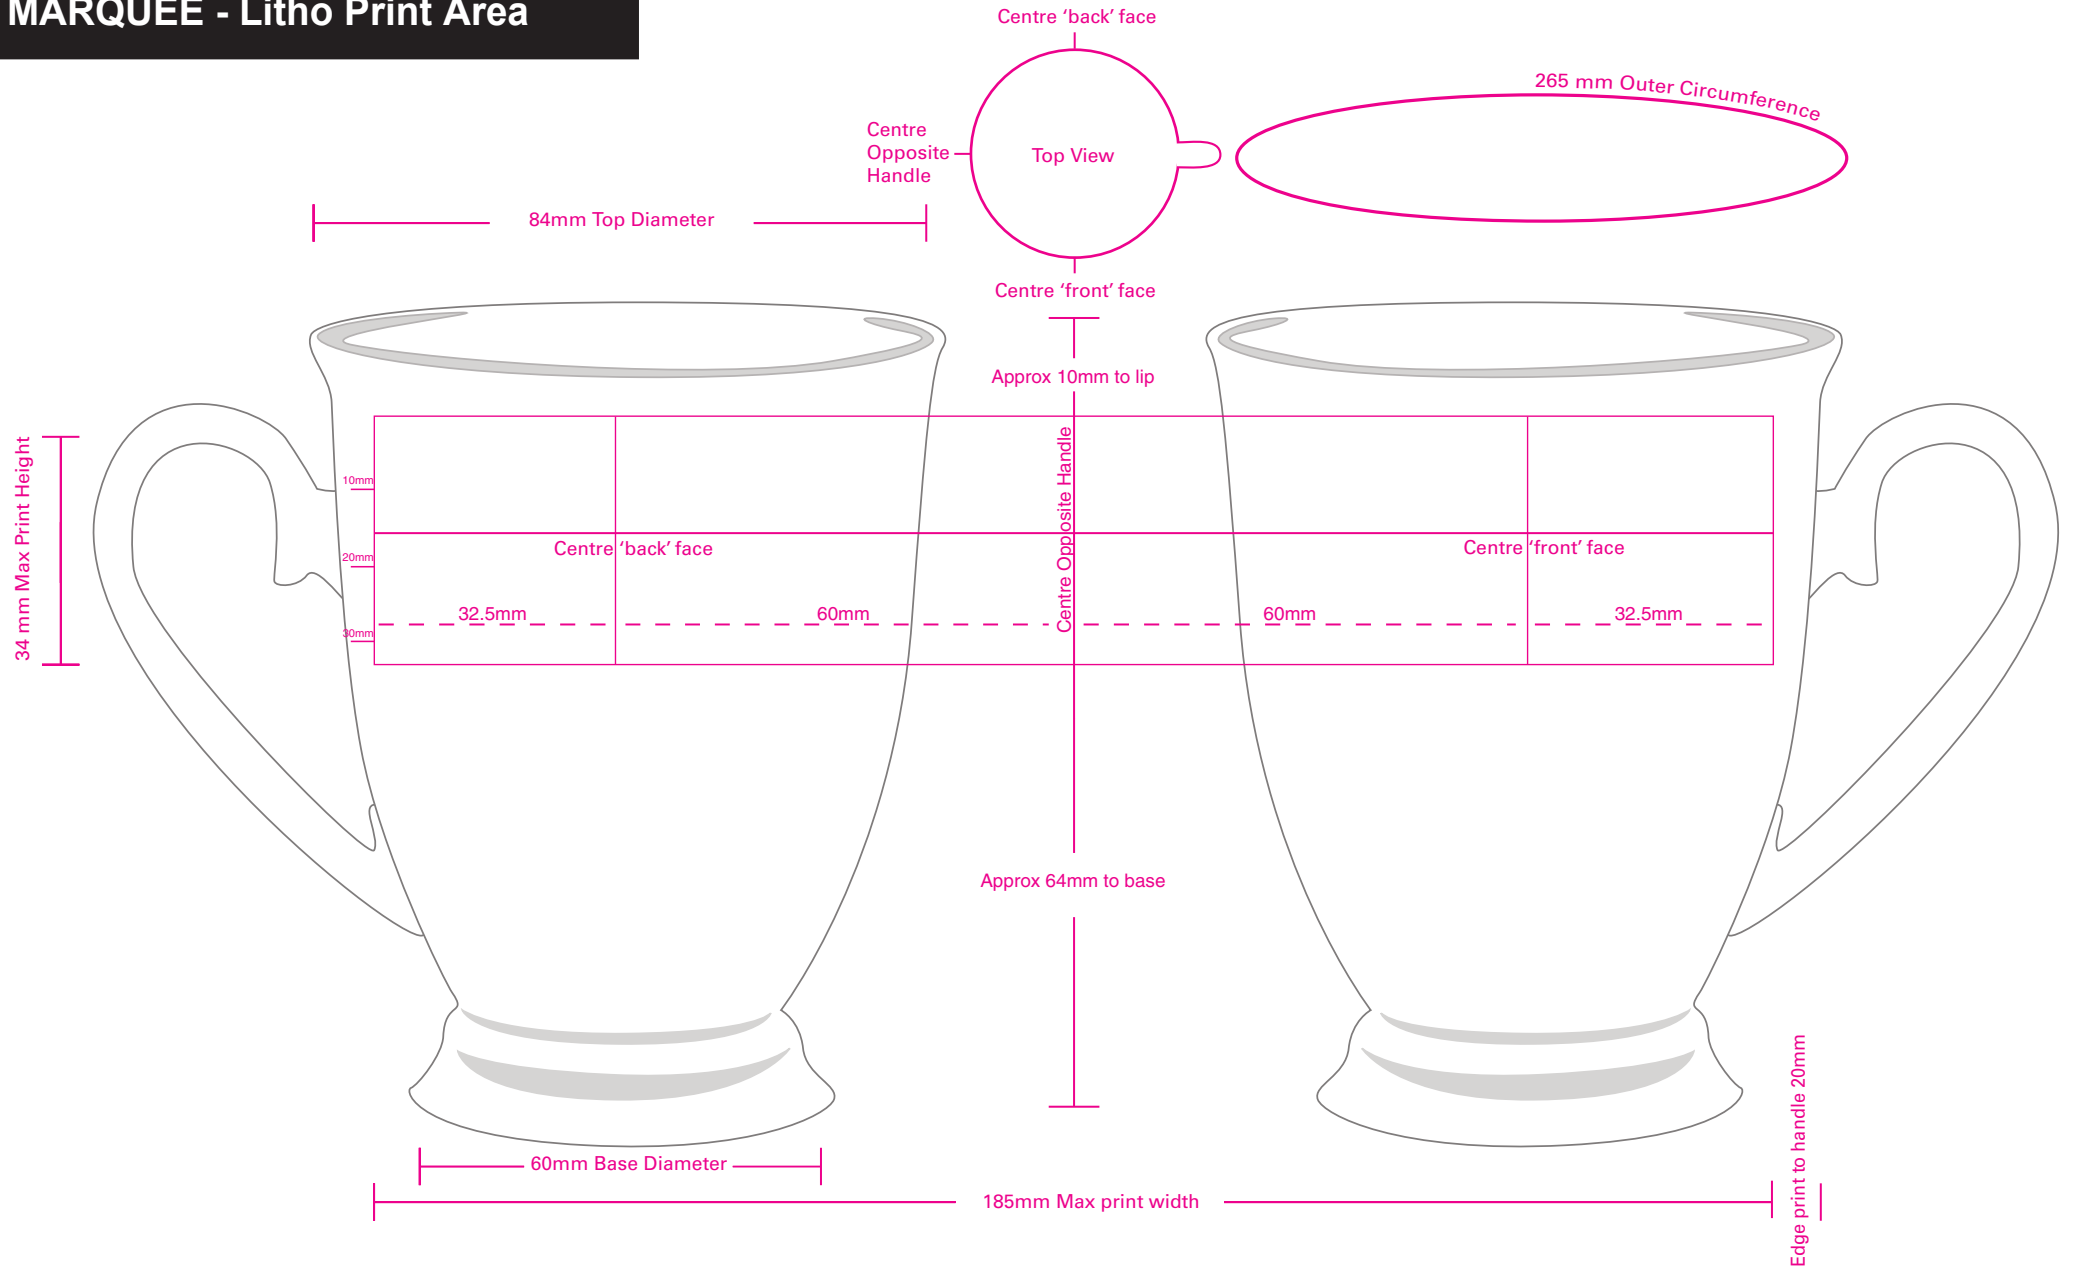 MARQUEE - Litho Print Area
Centre ‘back’ face
265 mm Outer Circumference
Centre
Opposite
Handle
Top View
84mm Top Diameter
Centre ‘front’ face
Approx 10mm to lip
34 mm Max Print Height
10mm
20mm
30mm
Centre Opposite Handle
Centre ‘back’ face
Centre ‘front’ face
32.5mm
60mm
60mm
32.5mm
Approx 64mm to base
60mm Base Diameter
185mm Max print width
Edge print to handle 20mm